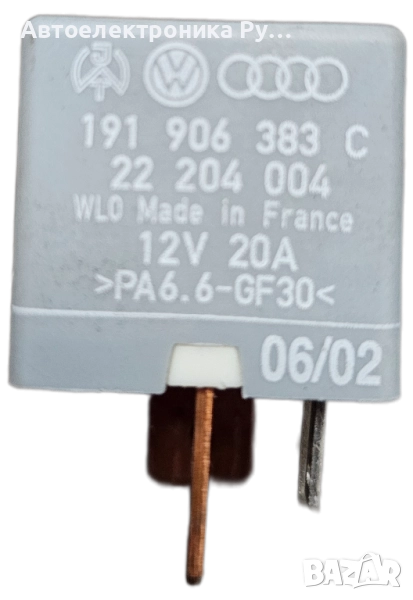 Автоелектроника Ру...
191 906 383 C
22 204 004
WLO Made in France
12V 20A
>PA6.6-GF30<
06/02
BAZAR